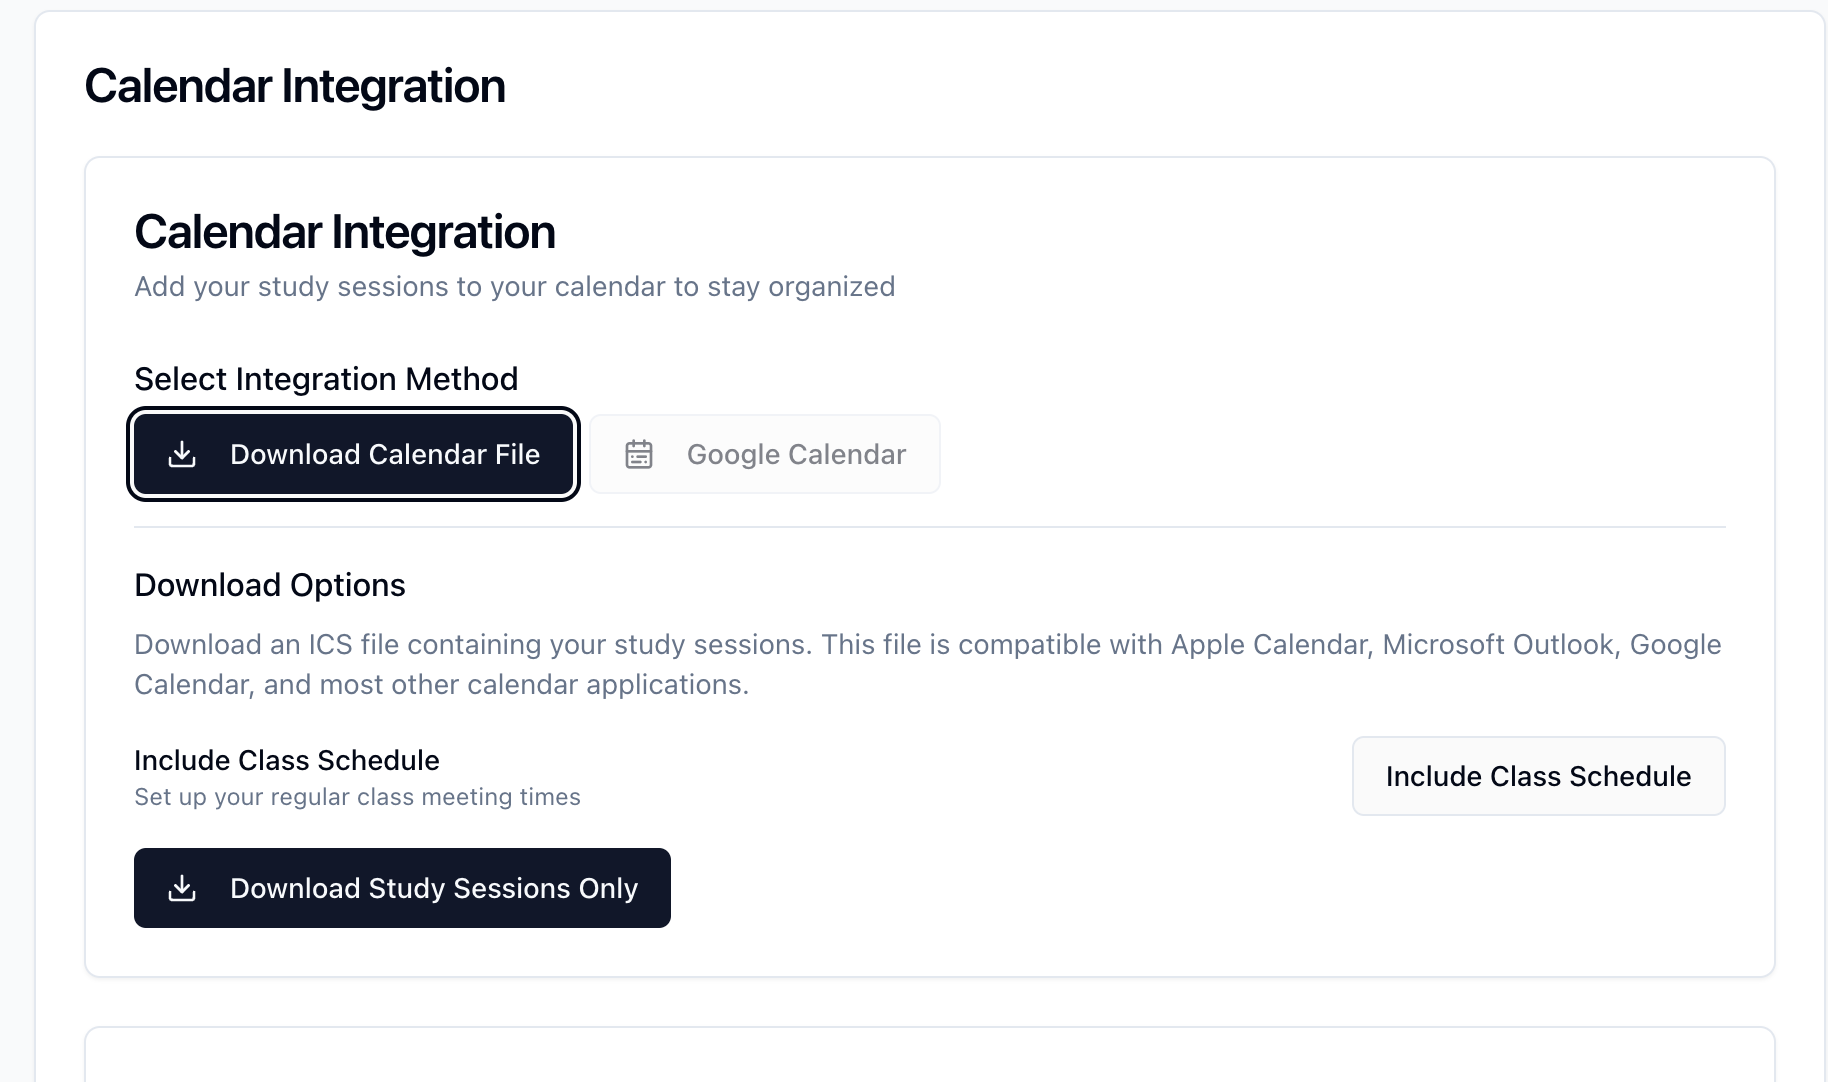 Calendar Integration
Calendar Integration
Add your study sessions to your calendar to stay organized
Select Integration Method
Download Calendar File
Google Calendar
Download Options
Download an ICS file containing your study sessions. This file is compatible with Apple Calendar, Microsoft Outlook, Google
Calendar, and most other calendar applications.
Include Class Schedule
Set up your regular class meeting times
Include Class Schedule
Download Study Sessions Only